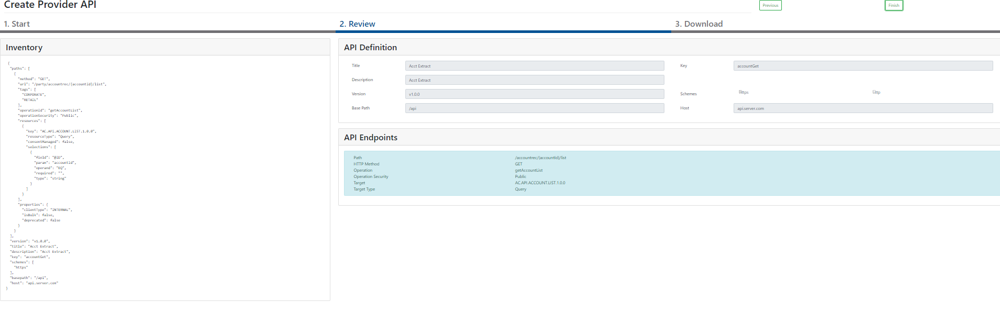 Create Provider API
Previous
Finish
1. Start
2. Review
3. Download
Inventory
{
"paths": [
{
"method": "GET",
"url": "/party/accountrec/{accountid}/list",
"tags": [
"CORPORATE",
"RETAIL"
],
"operationId": "getAccountList",
"operationSecurity": "Public",
"resources": [
{
"key": "AC.API.ACCOUNT.LIST.1.0.0",
"resourceType": "Query",
"consentManaged": false,
"selections": [
{
"field": "@ID",
"param": "accountid",
"operand": "EQ",
"required": "",
"type": "string"
}
]
}
],
"properties": {
"clientType": "INTERNAL",
"isBulk": false,
"deprecated": false
}
}
],
"version": "v1.0.0",
"title": "Acct Extract",
"description": "Acct Extract",
"key": "accountGet",
"schemes": [
"https"
],
"basepath": "/api",
"host": "api.server.com"
}
API Definition
Title Acct Extract Key accountGet
Description Acct Extract
Version v1.0.0 Schemes https http
Base Path /api Host api.server.com
API Endpoints
Path /accountrec/{accountId}/list
HTTP Method GET
Operation getAccountList
Operation Security Public
Target AC.API.ACCOUNT.LIST.1.0.0
Target Type Query